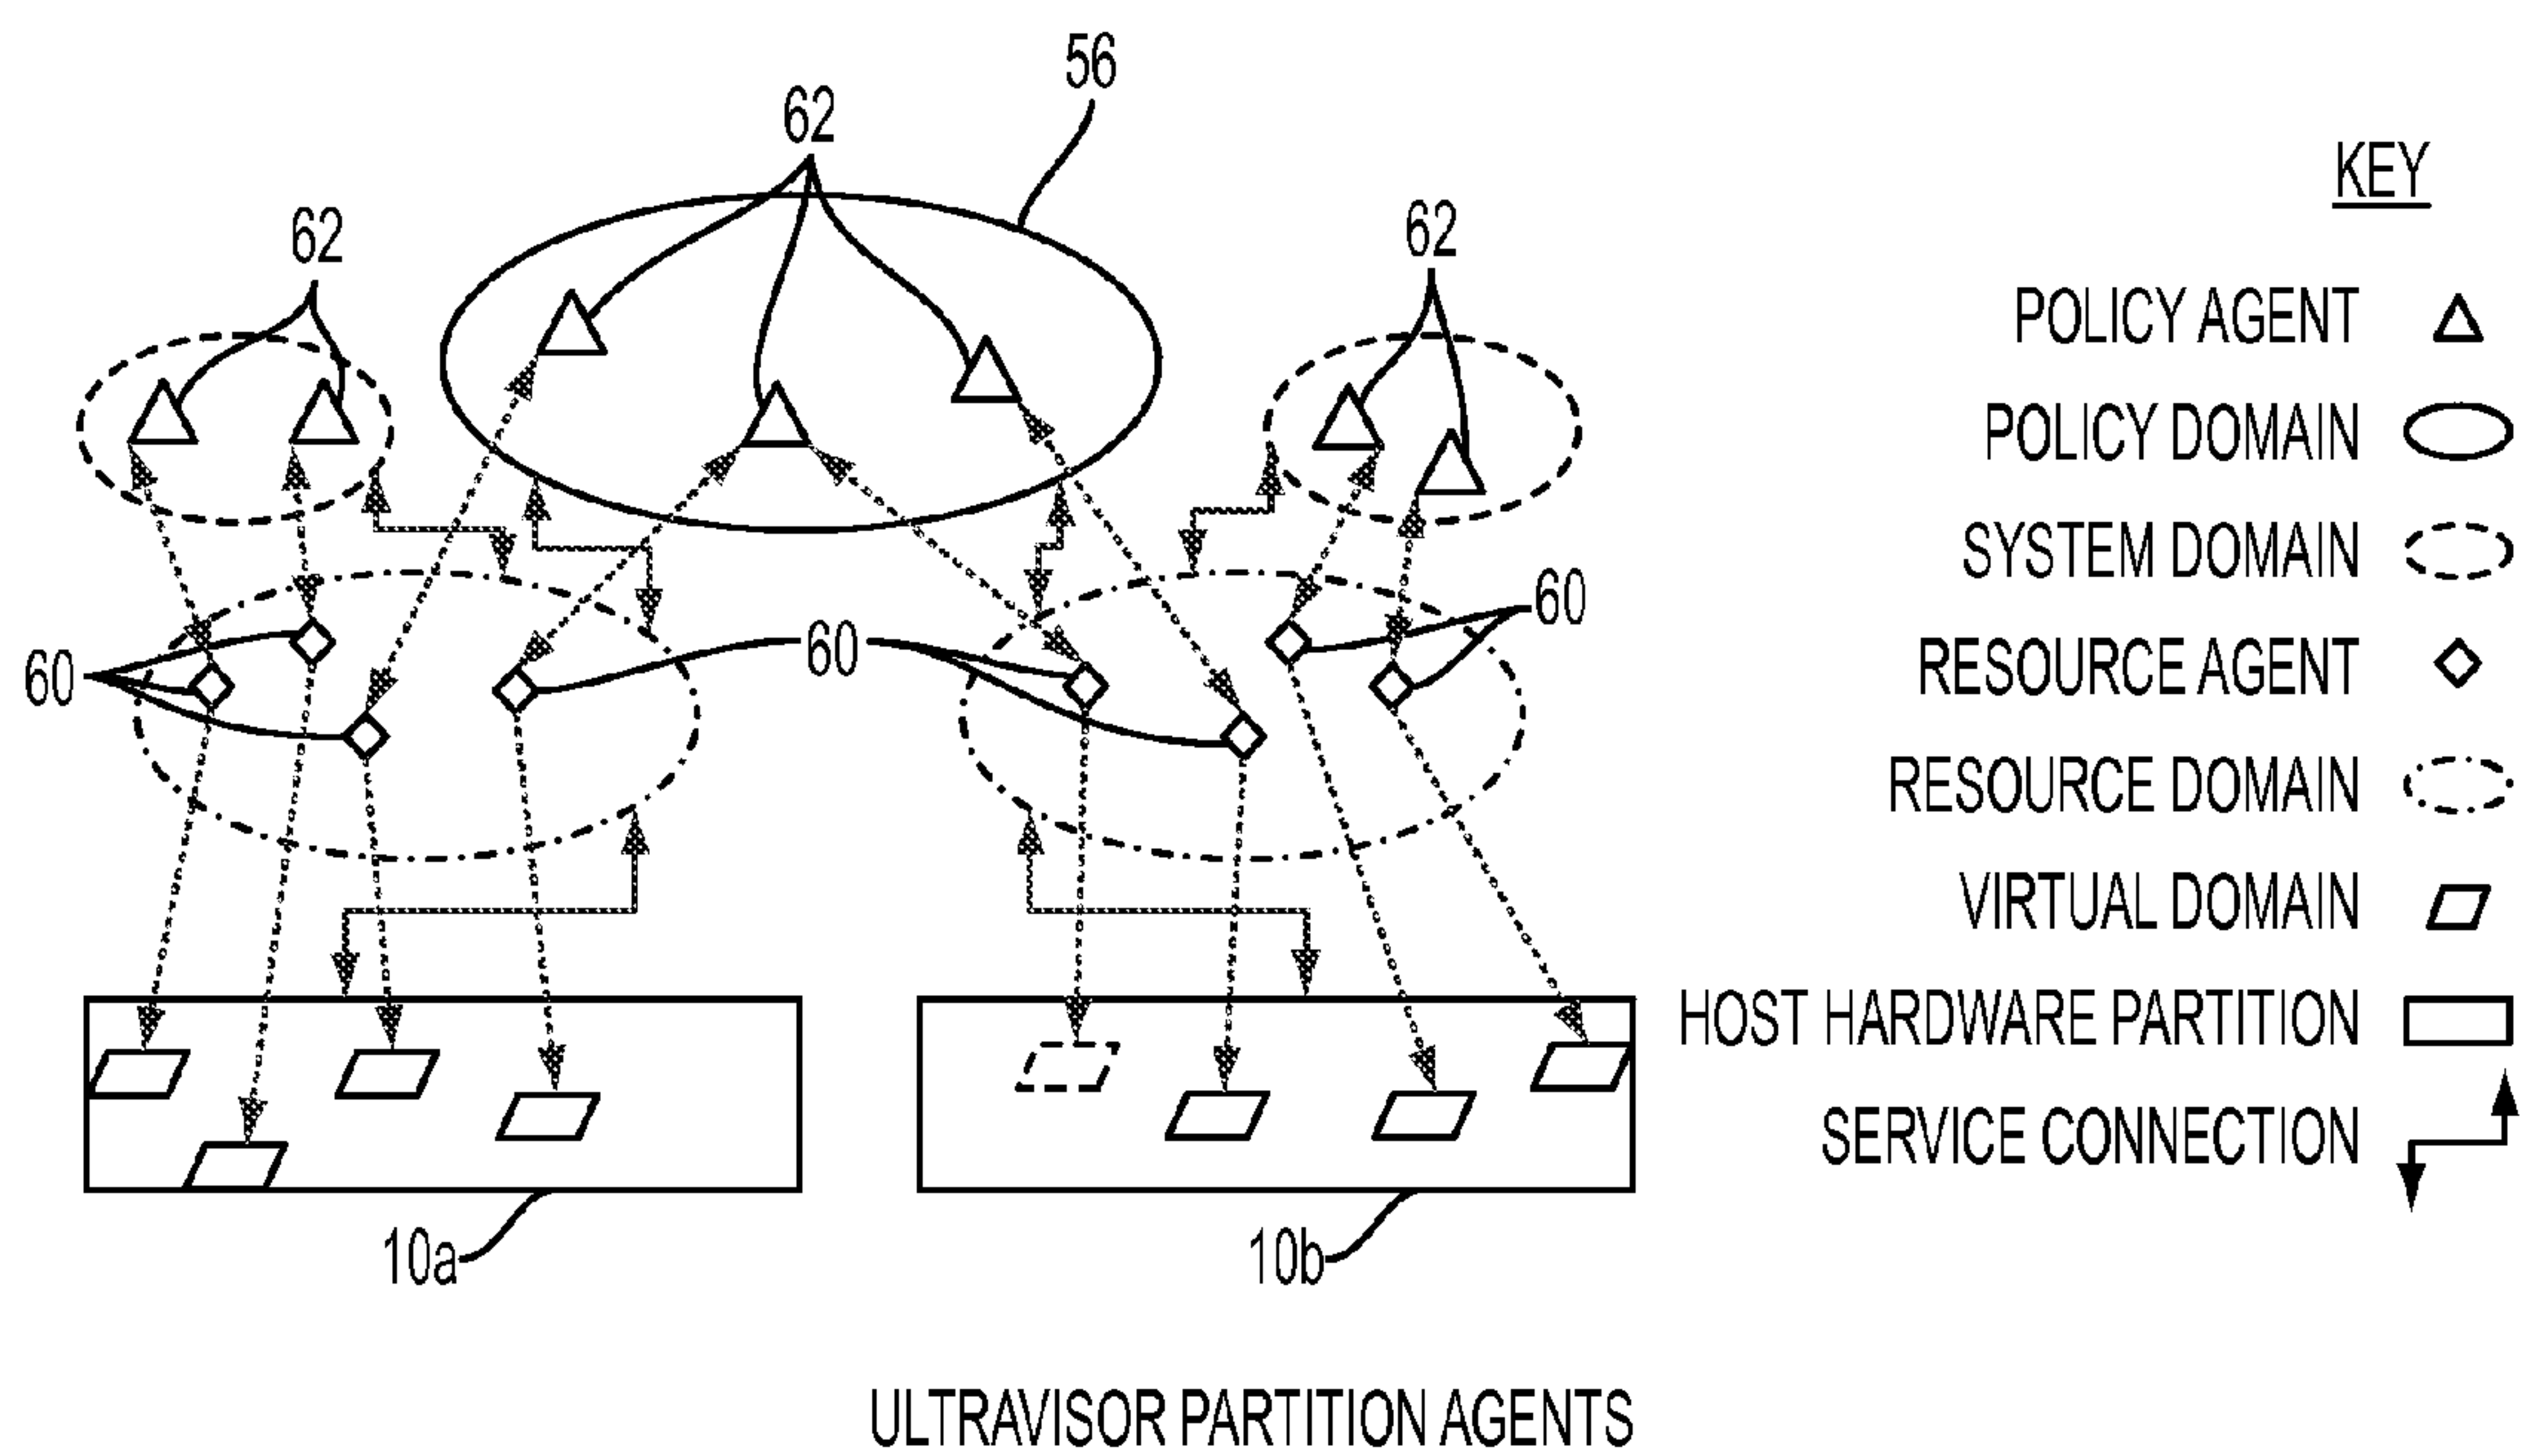 56
62
62
62
60
60
60
10a
10b
KEY
POLICY AGENT
POLICY DOMAIN
SYSTEM DOMAIN
RESOURCE AGENT
RESOURCE DOMAIN
VIRTUAL DOMAIN
HOST HARDWARE PARTITION
SERVICE CONNECTION
ULTRAVISOR PARTITION AGENTS